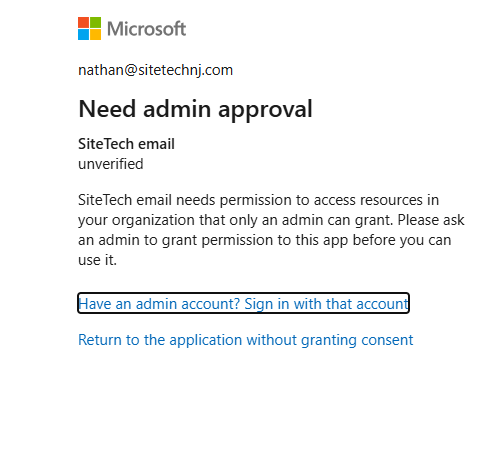 Microsoft
nathan@sitetechnj.com
Need admin approval
SiteTech email
unverified
SiteTech email needs permission to access resources in
your organization that only an admin can grant. Please ask
an admin to grant permission to this app before you can
use it.
Have an admin account? Sign in with that account
Return to the application without granting consent